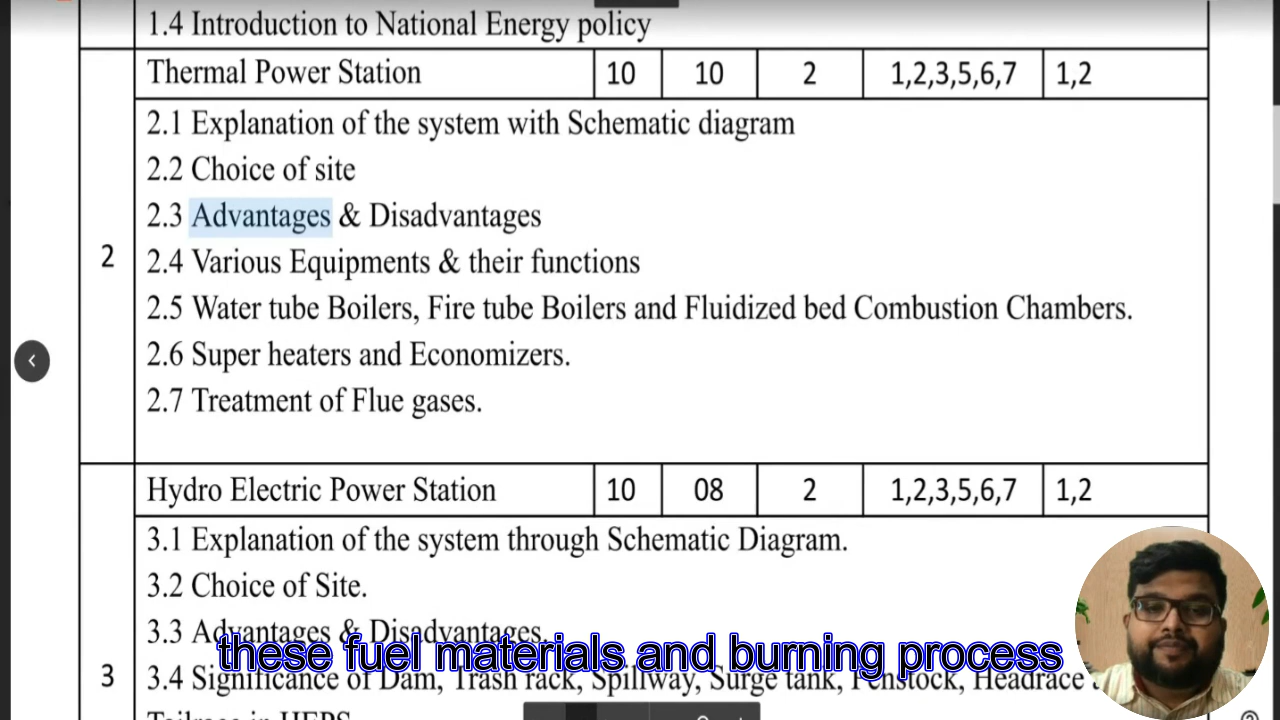 1.4 Introduction to National Energy policy
Thermal Power Station 10 10 2 1,2,3,5,6,7 1,2
2.1 Explanation of the system with Schematic diagram
2.2 Choice of site
2.3 Advantages & Disadvantages
2 2.4 Various Equipments & their functions
2.5 Water tube Boilers, Fire tube Boilers and Fluidized bed Combustion Chambers.
2.6 Super heaters and Economizers.
2.7 Treatment of Flue gases.
Hydro Electric Power Station 10 08 2 1,2,3,5,6,7 1,2
3.1 Explanation of the system through Schematic Diagram.
3.2 Choice of Site.
3.3 Advantages & Disadvantages.
these fuel materials and burning process
3 3.4 Significance of Dam, Trash rack, Spillway, Surge tank, Penstock, Headrace
Tailrace in HEPS